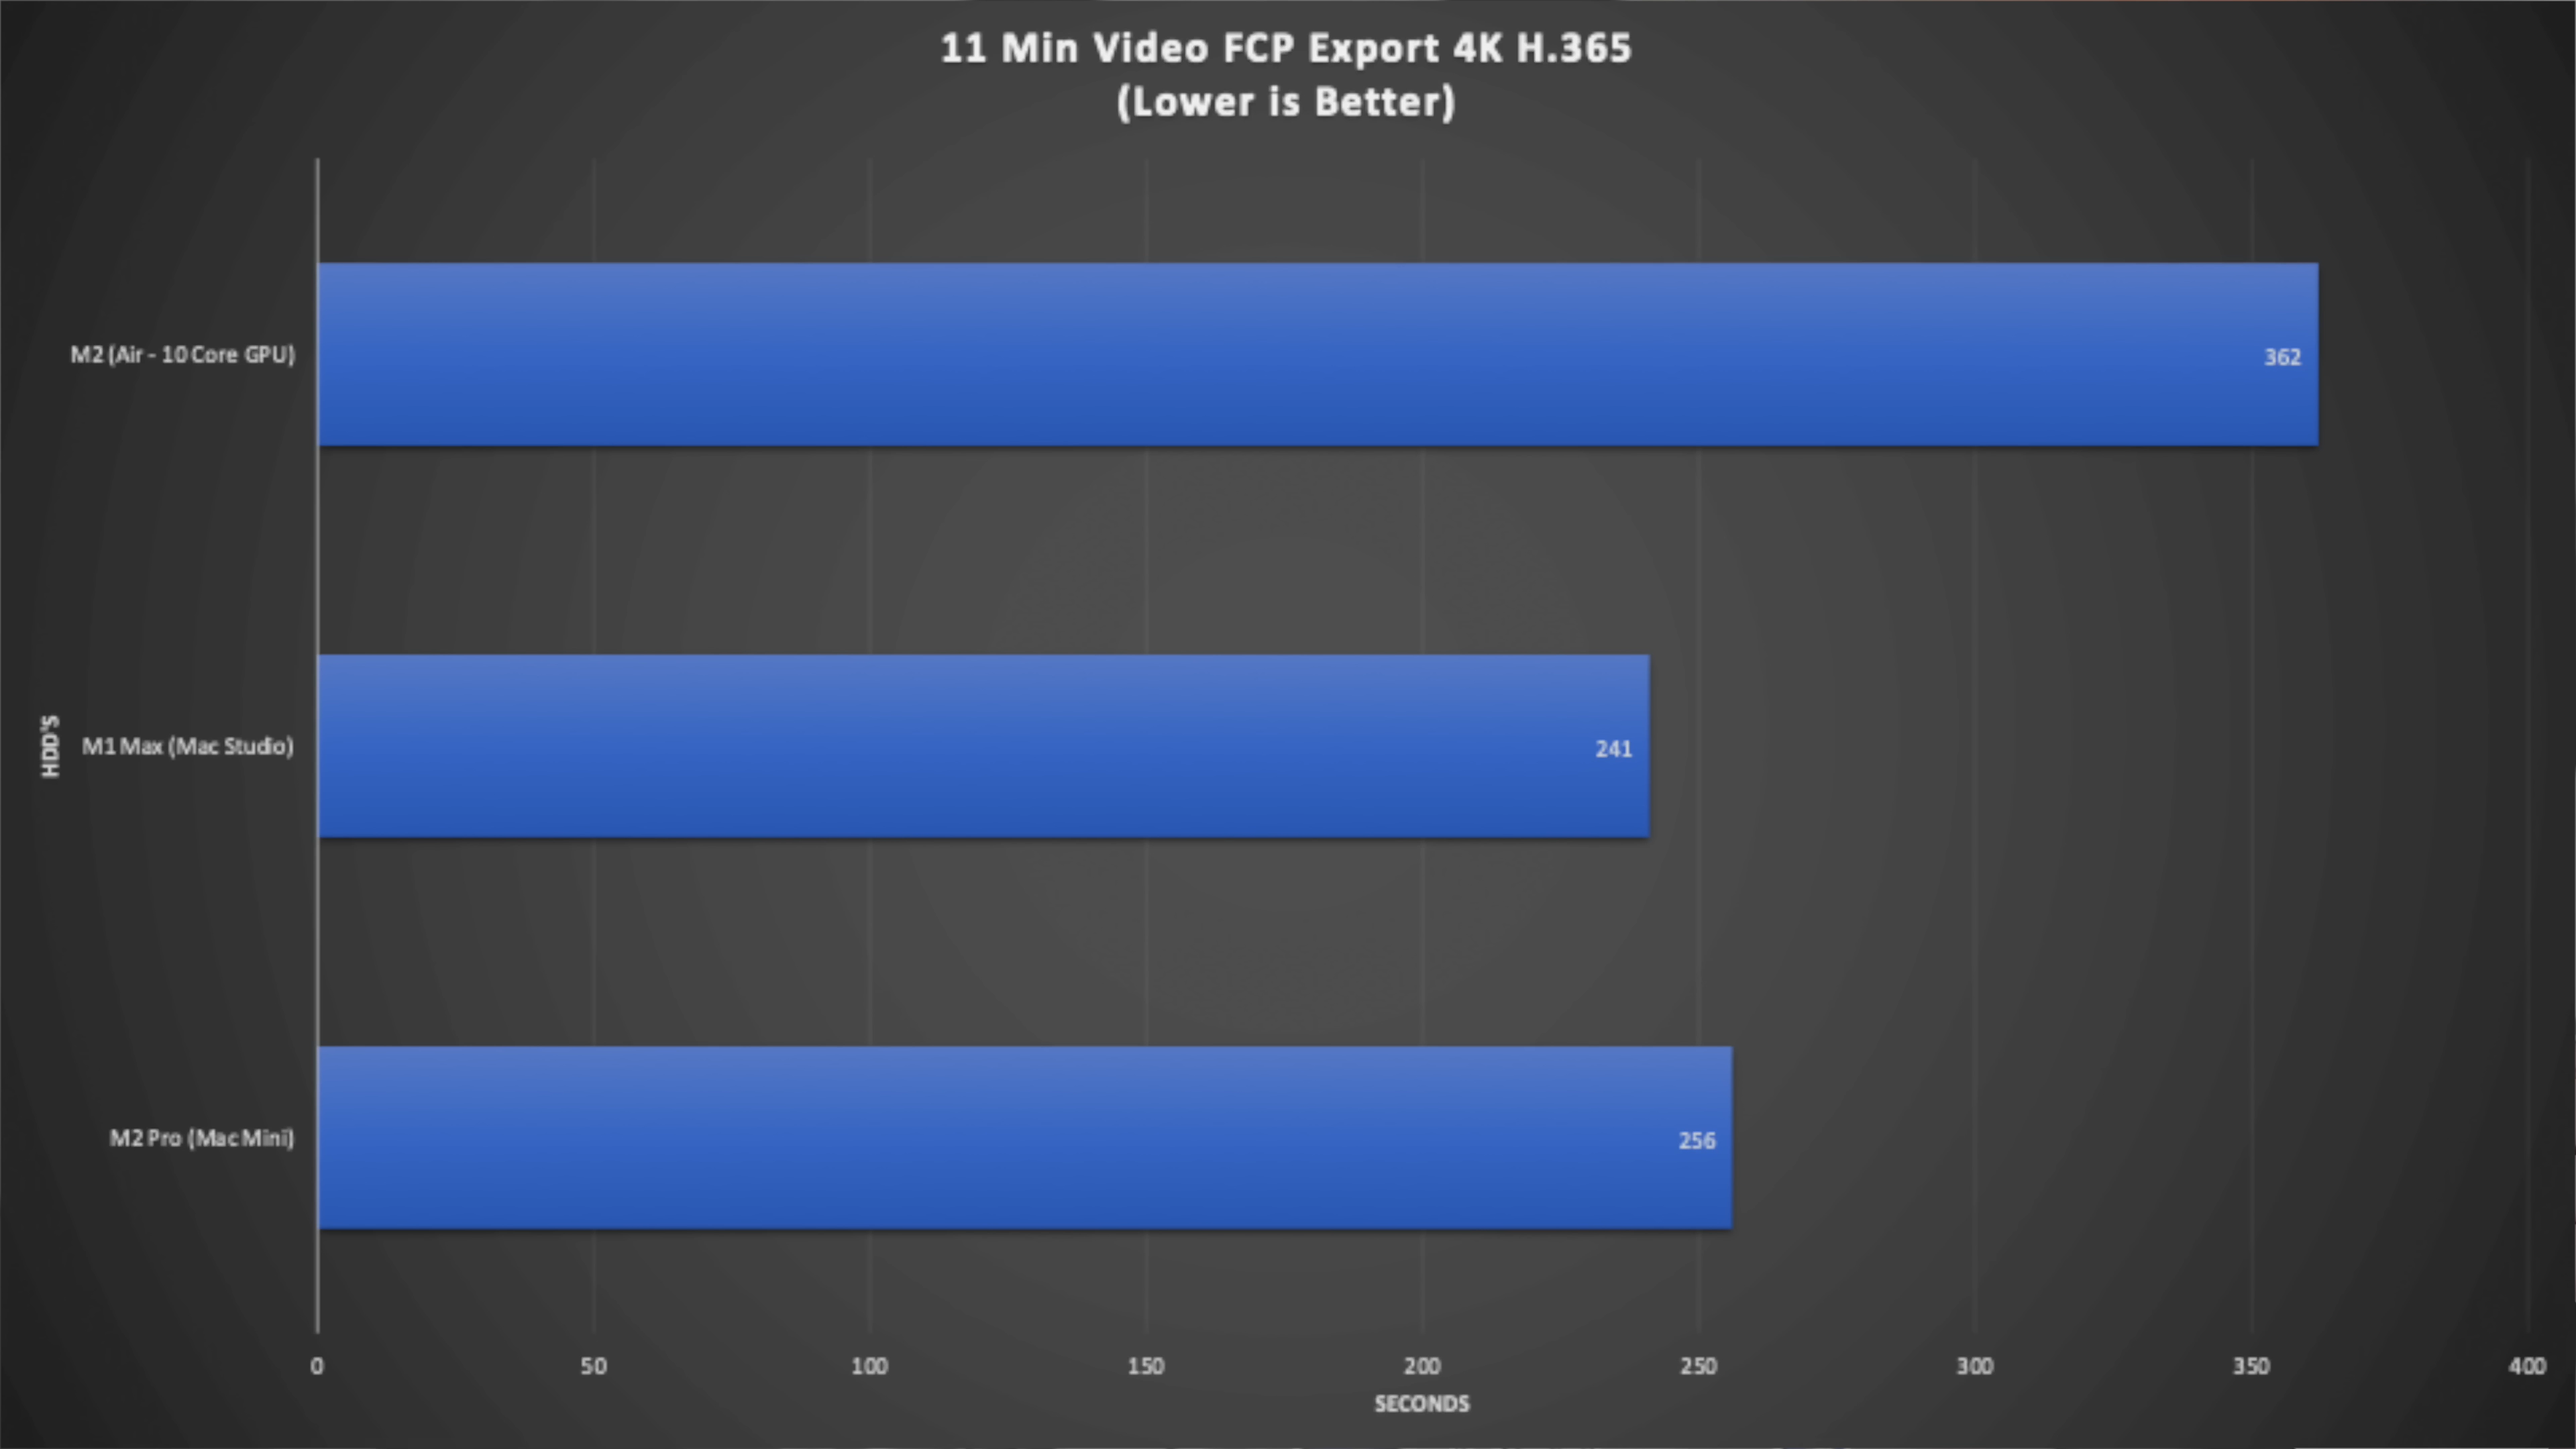 11 Min Video FCP Export 4K H.365
(Lower is Better)
M2 (Air - 10 Core GPU)
362
HDD'S
M1 Max (Mac Studio)
241
M2 Pro (Mac Mini)
256
0 50 100 150 200 250 300 350 400
SECONDS